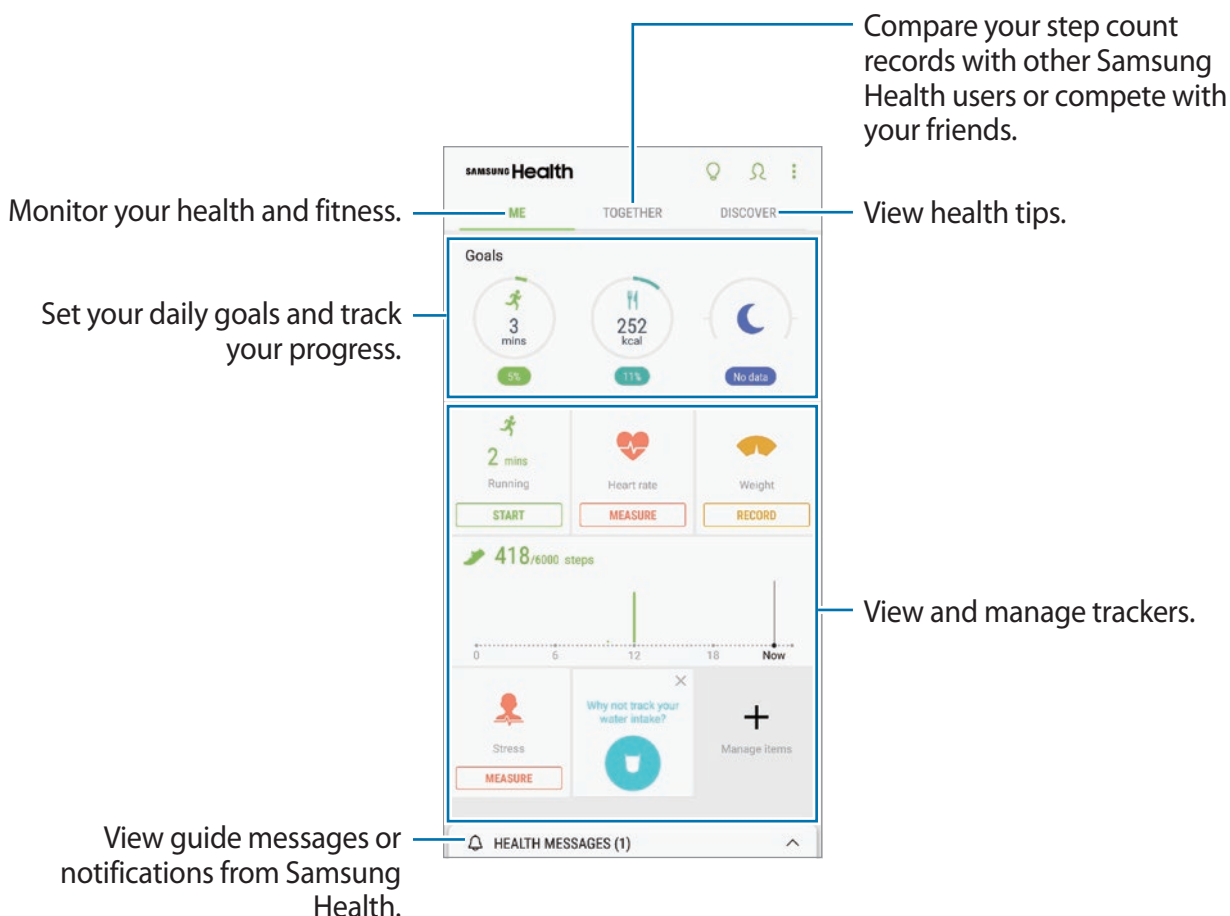 Compare your step count
records with other Samsung
Health users or compete with
your friends.
SAMSUNG Health
Monitor your health and fitness.
ME
TOGETHER
DISCOVER
View health tips.
Goals
Set your daily goals and track
your progress.
3
mins
5%
252
kcal
11%
No data
2 mins
Running
START
Heart rate
MEASURE
Weight
RECORD
418/6000 steps
0
6
12
18
Now
View and manage trackers.
Stress
MEASURE
Why not track your
water intake?
Manage items
View guide messages or
notifications from Samsung
Health.
HEALTH MESSAGES (1)